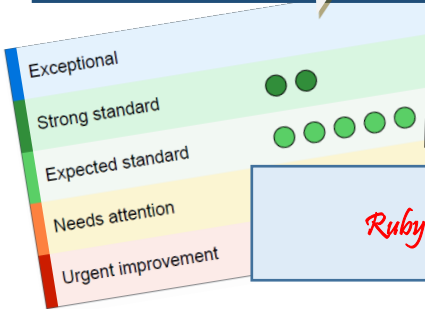 Exceptional
Strong standard
Expected standard
Needs attention
Urgent improvement
Ruby